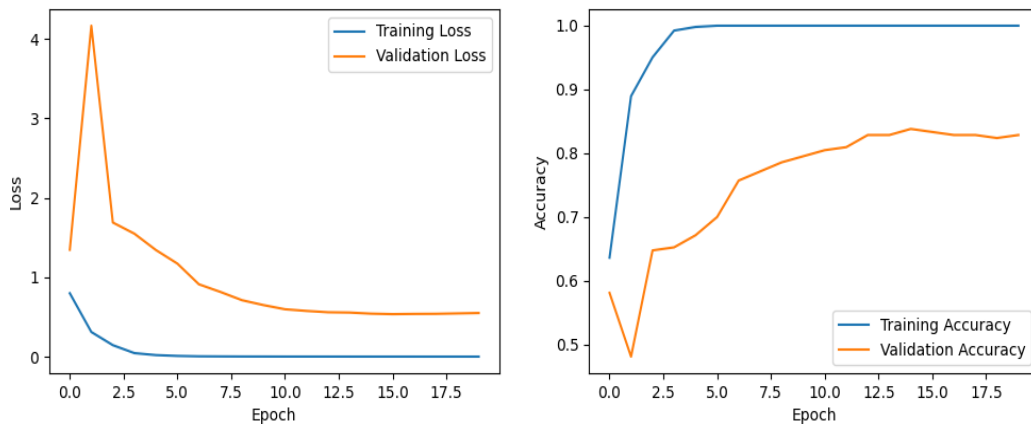 4
3
2
1
0
Loss
Training Loss
Validation Loss
0.0 2.5 5.0 7.5 10.0 12.5 15.0 17.5
Epoch
1.0
0.9
0.8
0.7
0.6
0.5
Accuracy
Training Accuracy
Validation Accuracy
0.0 2.5 5.0 7.5 10.0 12.5 15.0 17.5
Epoch